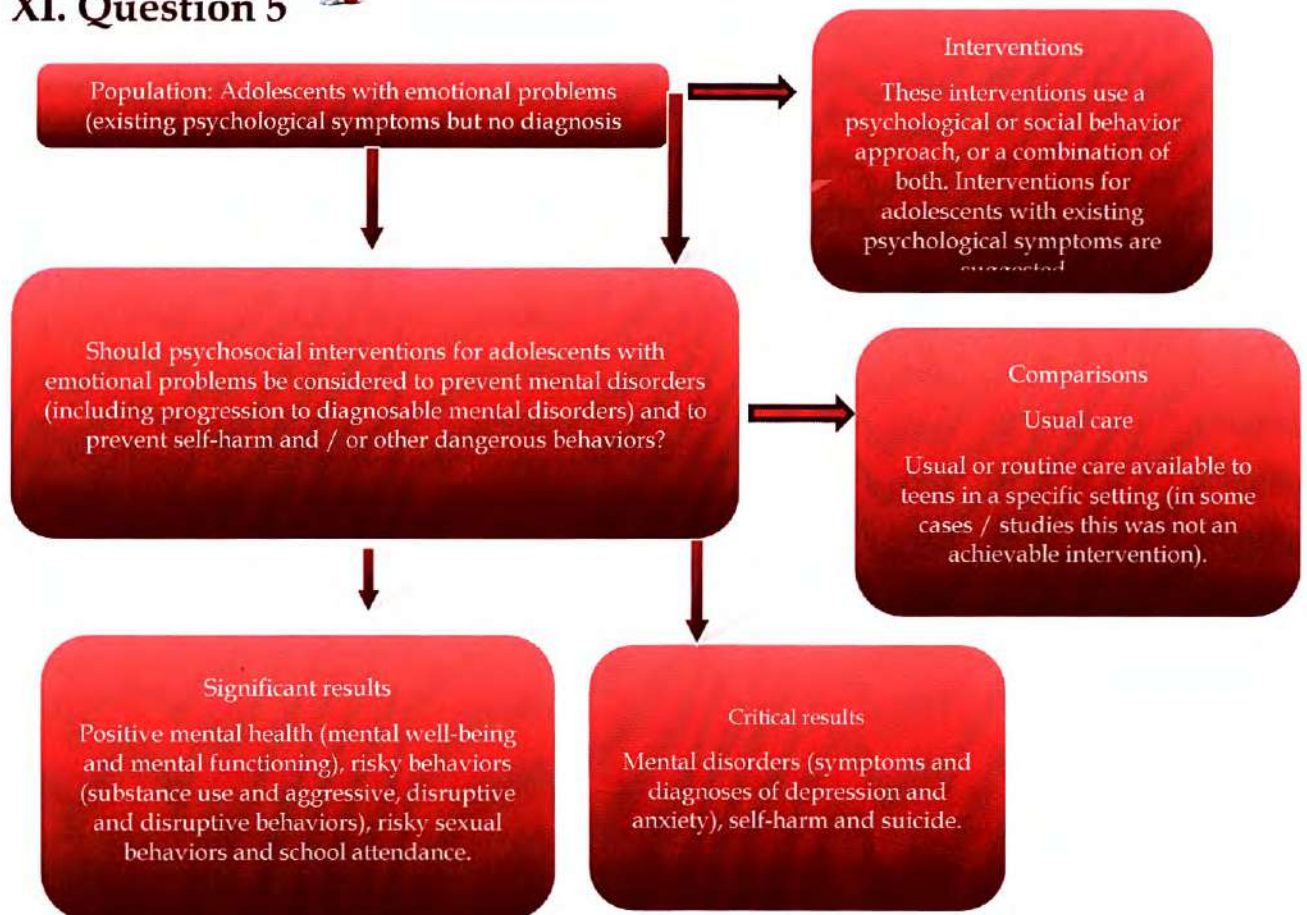 XI. Question 5
Population: Adolescents with emotional problems
(existing psychological symptoms but no diagnosis
Interventions
These interventions use a
psychological or social behavior
approach, or a combination of
both. Interventions for
adolescents with existing
psychological symptoms are
suggested
Should psychosocial interventions for adolescents with
emotional problems be considered to prevent mental disorders
(including progression to diagnosable mental disorders) and to
prevent self-harm and / or other dangerous behaviors?
Comparisons
Usual care
Usual or routine care available to
teens in a specific setting (in some
cases / studies this was not an
achievable intervention).
Significant results
Positive mental health (mental well-being
and mental functioning), risky behaviors
(substance use and aggressive, disruptive
and disruptive behaviors), risky sexual
behaviors and school attendance.
Critical results
Mental disorders (symptoms and
diagnoses of depression and
anxiety), self-harm and suicide.